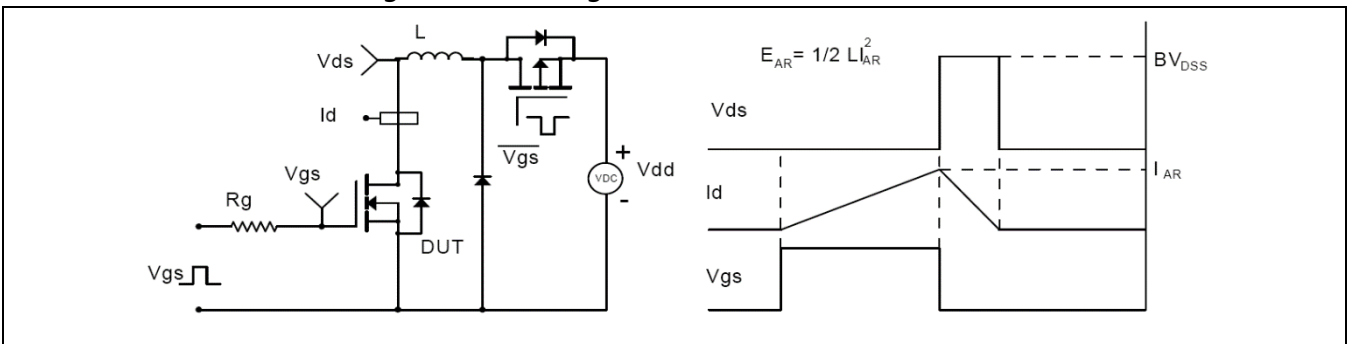 L
Vds
Id
Vgs
Rg
Vgs
DUT
Vgs
VDC
+
Vdd
-
E_AR = 1/2 LI²_AR
BV_DSS
Vds
I_AR
Id
Vgs